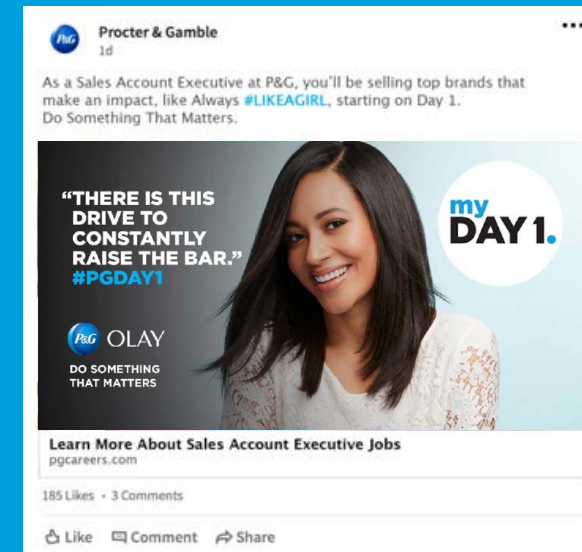 P&G
Procter & Gamble
1d
As a Sales Account Executive at P&G, you'll be selling top brands that
make an impact, like Always #LIKEAGIRL, starting on Day 1.
Do Something That Matters.
"THERE IS THIS
DRIVE TO
CONSTANTLY
RAISE THE BAR."
#PGDAY1
my
DAY 1.
P&G OLAY
DO SOMETHING
THAT MATTERS
Learn More About Sales Account Executive Jobs
pgcareers.com
185 Likes • 3 Comments
Like Comment Share